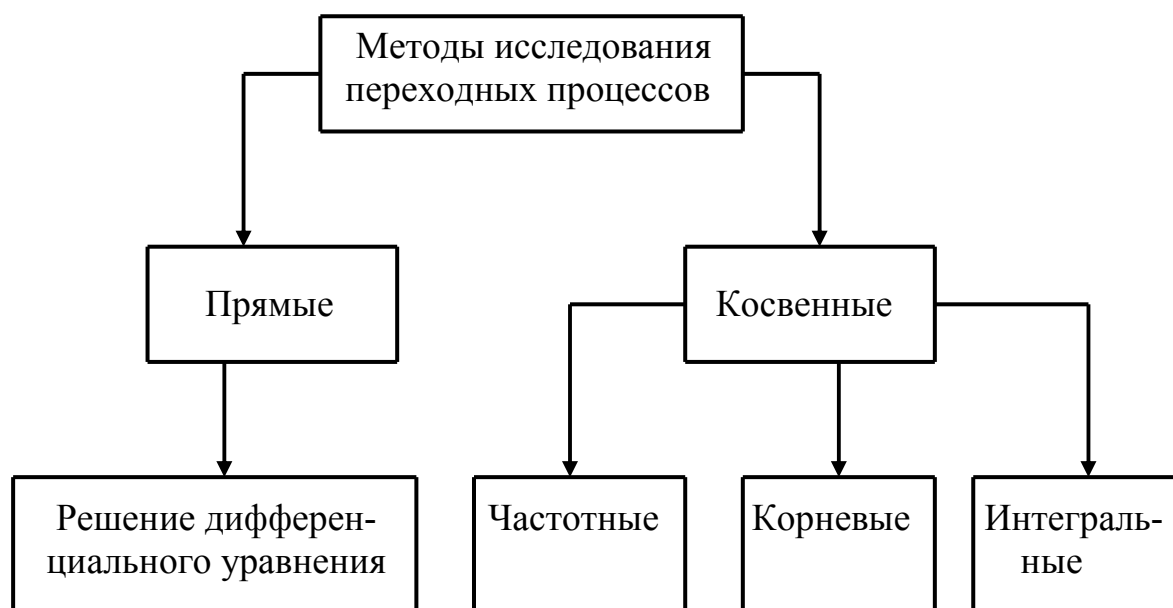 Методы исследования
переходных процессов
Прямые
Косвенные
Решение дифферен-
циального уравнения
Частотные
Корневые
Интеграль-
ные